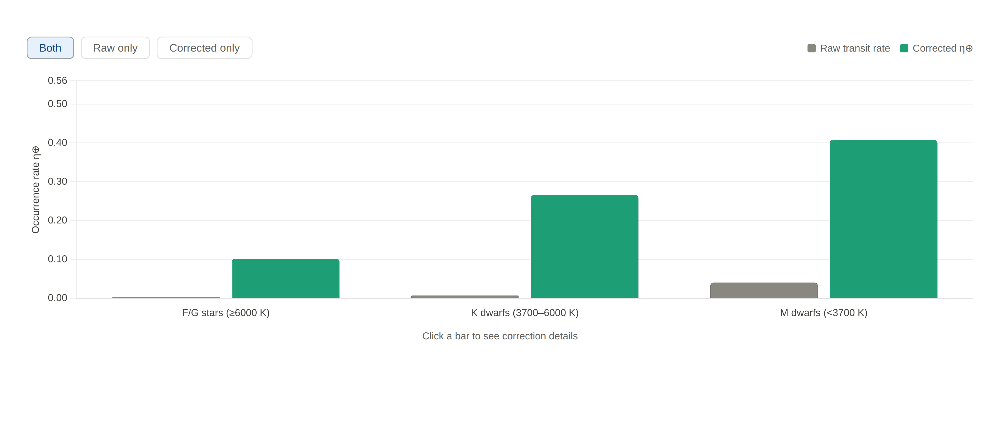 Both
Raw only
Corrected only
Raw transit rate
Corrected η⊕
0.56
0.50
0.40
0.30
0.20
0.10
0.00
Occurrence rate η⊕
F/G stars (≥6000 K)
K dwarfs (3700–6000 K)
M dwarfs (<3700 K)
Click a bar to see correction details